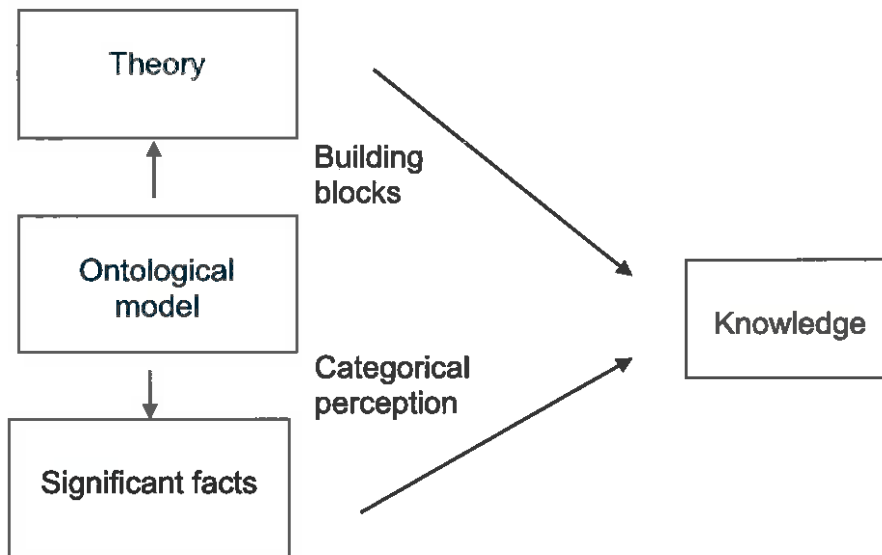 Theory
Building
blocks
Ontological
model
Knowledge
Categorical
perception
Significant facts